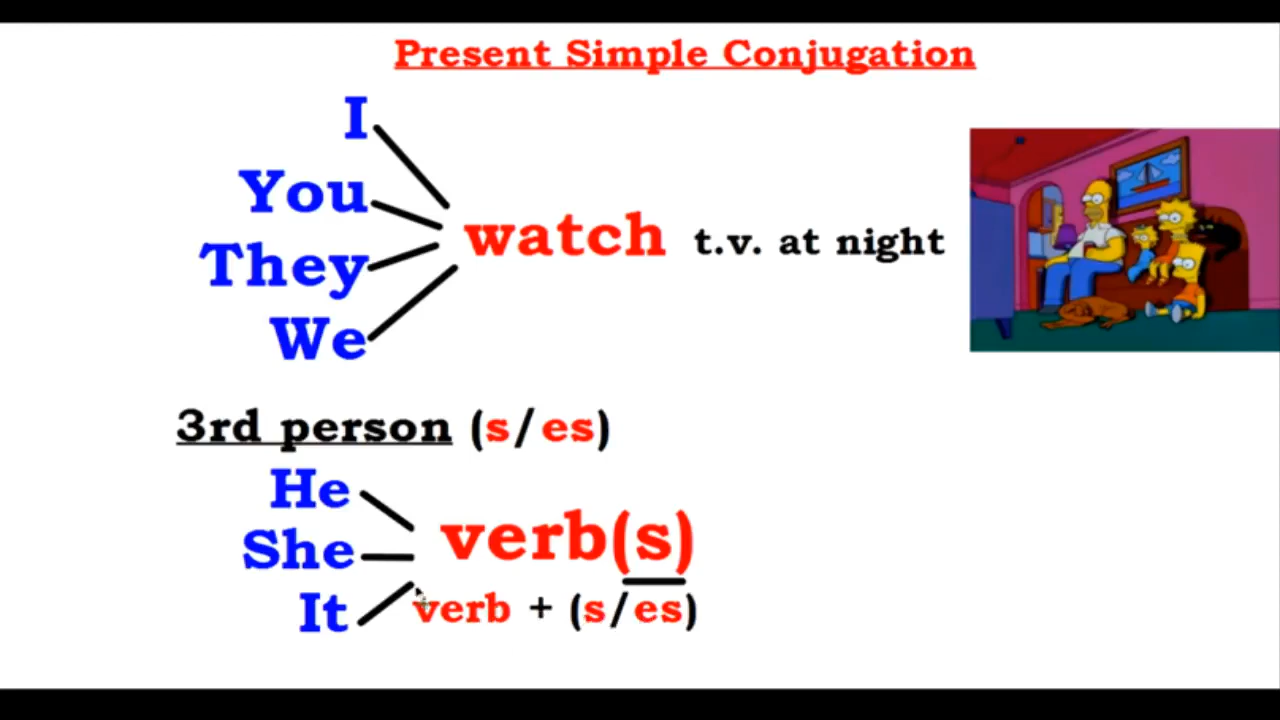 Present Simple Conjugation
I
You
They
We
watch t.v. at night
3rd person (s/es)
He
She
It
verb(s)
verb + (s/es)